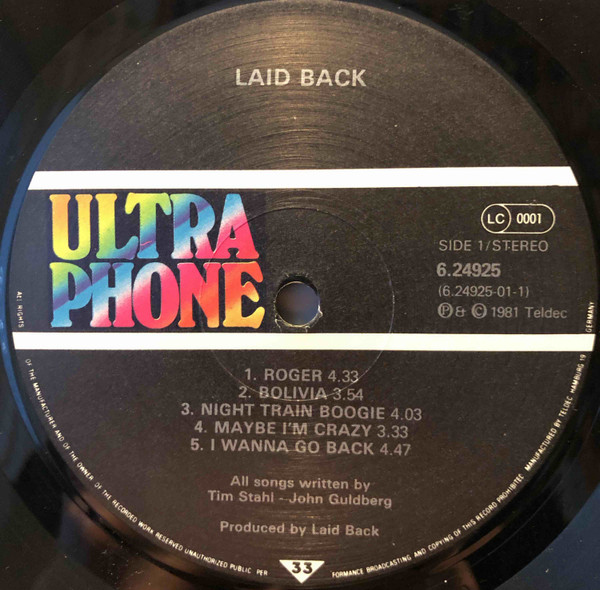 LAID BACK
ULTRA
PHONE
LC 0001
SIDE 1/STEREO
6.24925
(6.24925-01-1)
Ⓟ & © 1981 Teldec
1. ROGER 4.33
2. BOLIVIA 3.54
3. NIGHT TRAIN BOOGIE 4.03
4. MAYBE I'M CRAZY 3.33
5. I WANNA GO BACK 4.47
All songs written by
Tim Stahl - John Guldberg
Produced by Laid Back
33
ALL RIGHTS
OF THE MANUFACTURER AND OF THE OWNER OF THE RECORDED WORK RESERVED UNAUTHORIZED PUBLIC PER
FORMANCE BROADCASTING AND COPYING OF THIS RECORD PROHIBITED. MANUFACTURED BY TELDEC HAMBURG 19
GERMANY